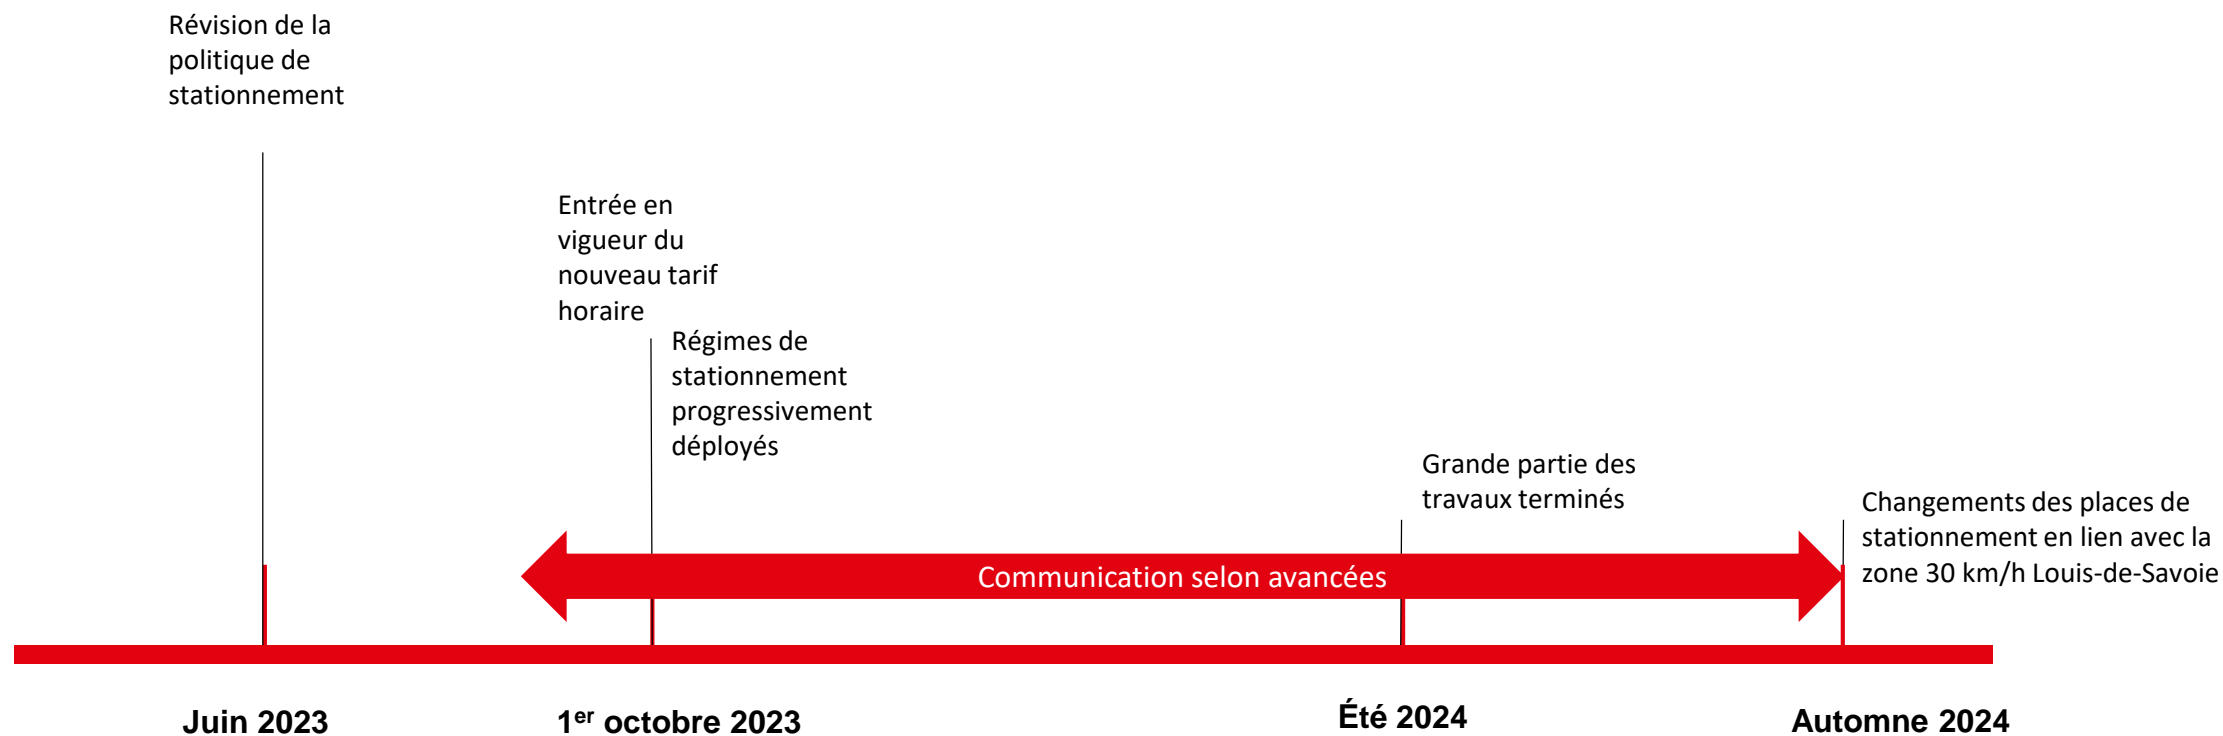 Révision de la
politique de
stationnement
Entrée en
vigueur du
nouveau tarif
horaire
Régimes de
stationnement
progressivement
déployés
Grande partie des
travaux terminés
Changements des places de
stationnement en lien avec la
zone 30 km/h Louis-de-Savoie
Communication selon avancées
Juin 2023
1er octobre 2023
Été 2024
Automne 2024